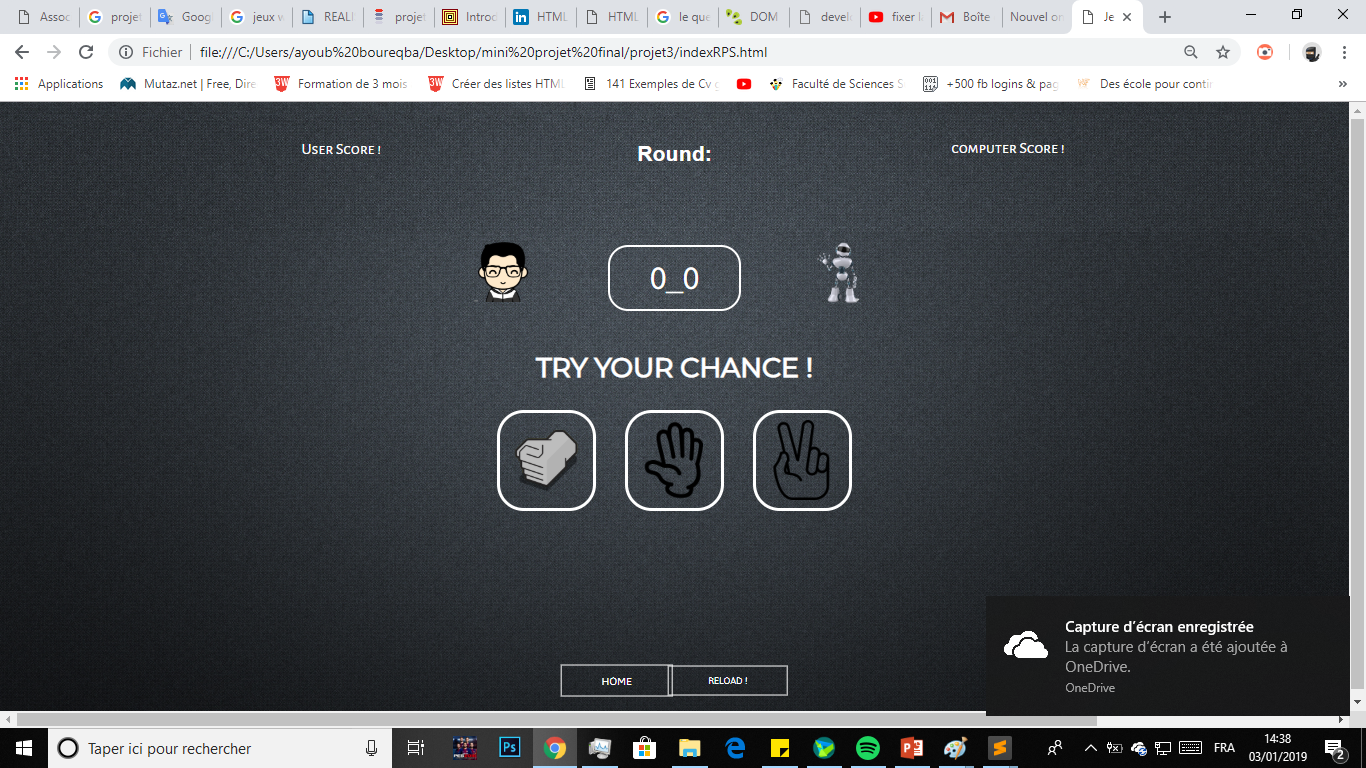 Assoc
projet
Goog
jeux w
REALI
projet
Introd
HTML
HTML
le que
DOM
devel
fixer l
Boîte
Nouvel on
Je
Fichier
file:///C:/Users/ayoub%20boureqba/Desktop/mini%20projet%20final/projet3/indexRPS.html
Applications
Mutaz.net | Free, Dire
Formation de 3 mois
Créer des listes HTML
141 Exemples de Cv g
Faculté de Sciences S
+500 fb logins & pag
Des école pour contin
»
User Score !
Round:
computer Score !
0_0
TRY YOUR CHANCE !
HOME
RELOAD !
Capture d'écran enregistrée
La capture d'écran a été ajoutée à
OneDrive.
OneDrive
Taper ici pour rechercher
Ps
FRA
14:38
03/01/2019
2